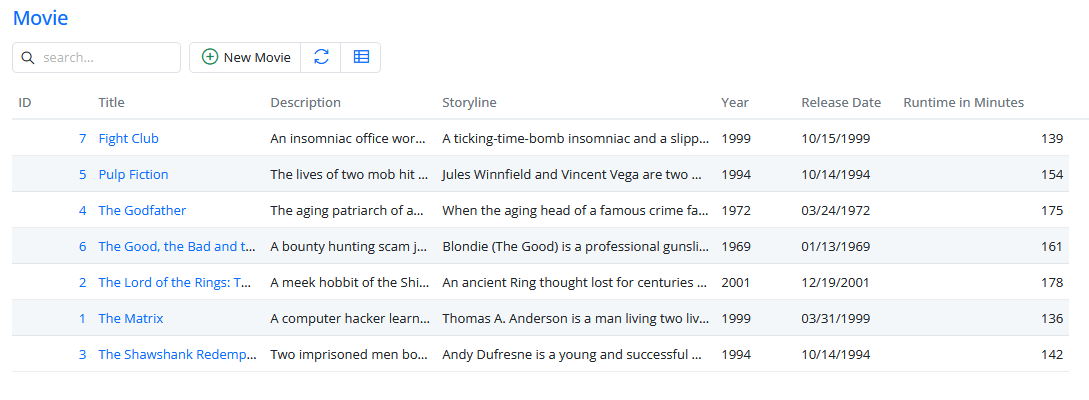 Movie
search... New Movie
ID Title Description Storyline Year Release Date Runtime in Minutes
7 Fight Club An insomniac office wor... A ticking-time-bomb insomniac and a slipp... 1999 10/15/1999 139
5 Pulp Fiction The lives of two mob hit ... Jules Winnfield and Vincent Vega are two ... 1994 10/14/1994 154
4 The Godfather The aging patriarch of a... When the aging head of a famous crime fa... 1972 03/24/1972 175
6 The Good, the Bad and t... A bounty hunting scam j... Blondie (The Good) is a professional gunsli... 1969 01/13/1969 161
2 The Lord of the Rings: T... A meek hobbit of the Shi... An ancient Ring thought lost for centuries ... 2001 12/19/2001 178
1 The Matrix A computer hacker learn... Thomas A. Anderson is a man living two liv... 1999 03/31/1999 136
3 The Shawshank Redemp... Two imprisoned men bo... Andy Dufresne is a young and successful ... 1994 10/14/1994 142